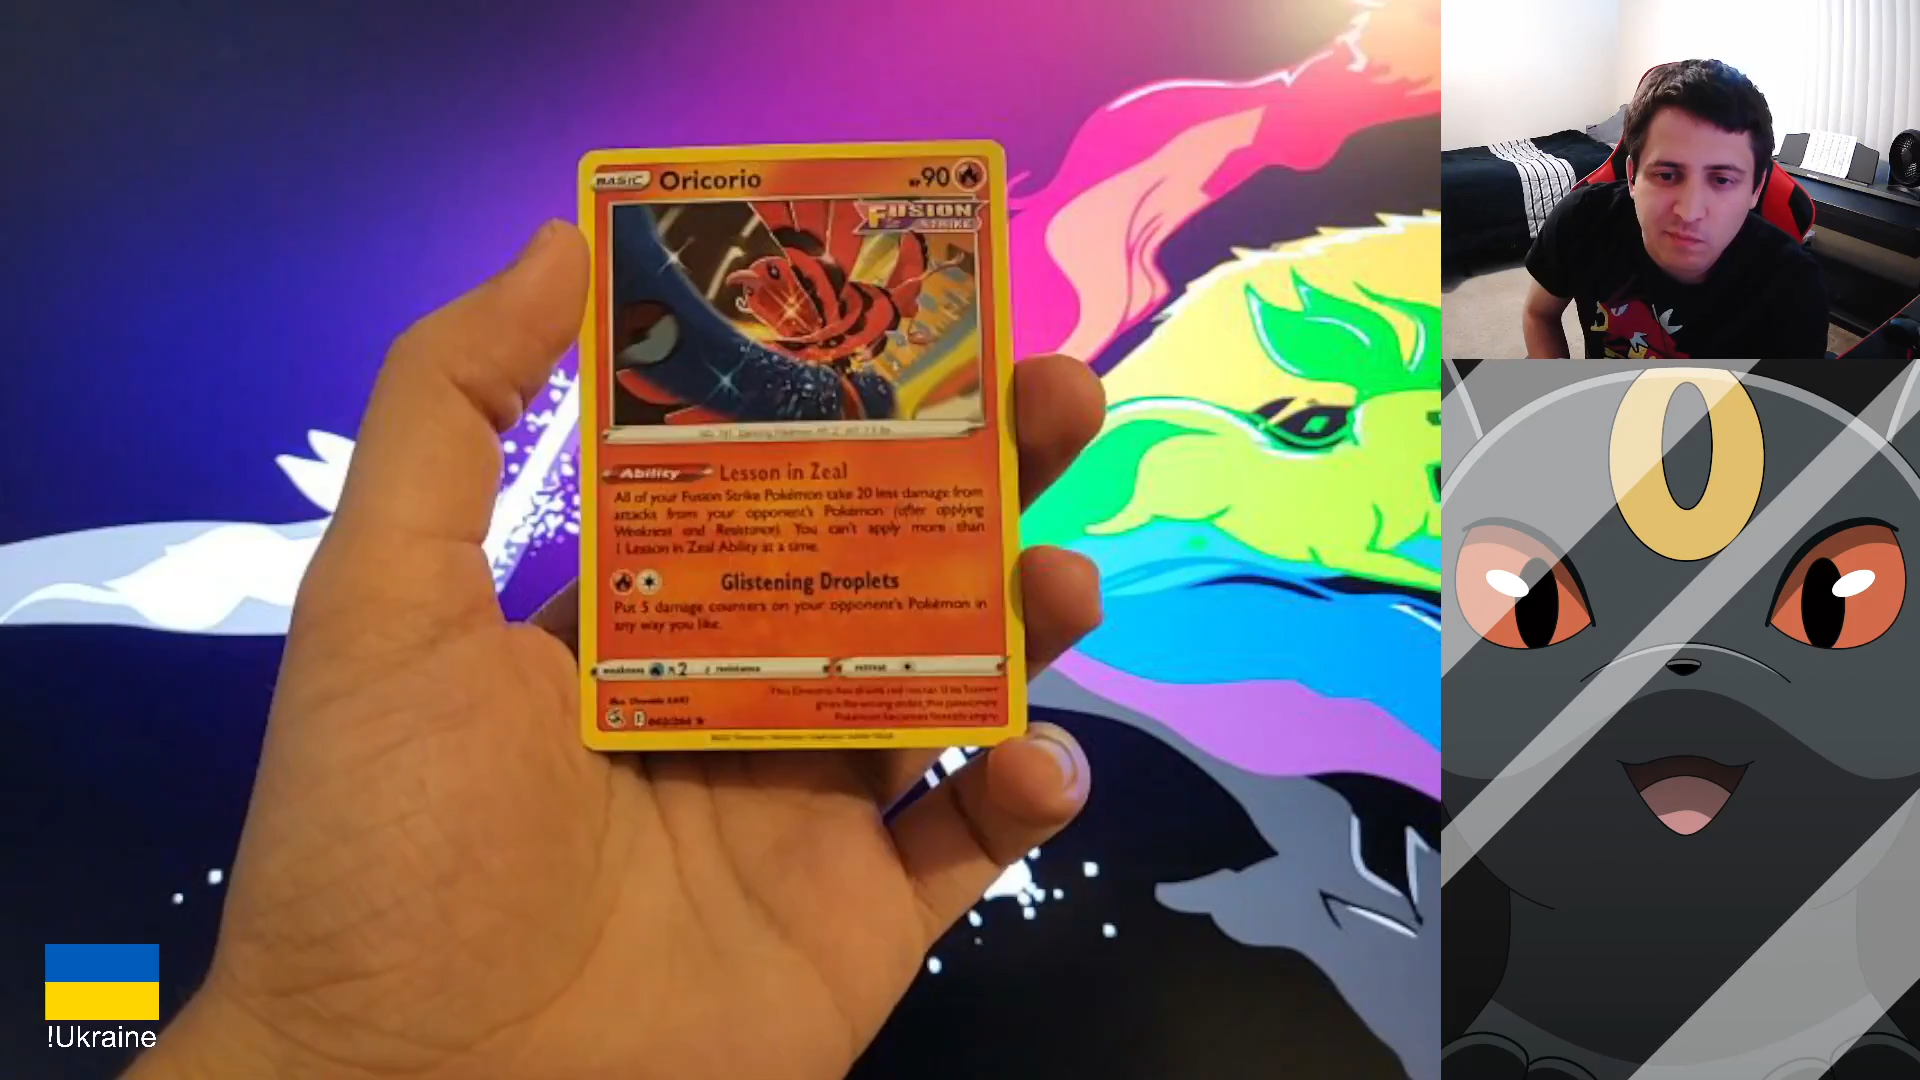 BASIC Oricorio HP 90
FUSION
STRIKE
Ability Lesson in Zeal
All of your Fusion Strike Pokémon take 20 less damage from
attacks from your opponent's Pokémon (after applying
Weakness and Resistance). You can't apply more than
1 Lesson in Zeal Ability at a time.
Glistening Droplets
Put 5 damage counters on your opponent's Pokémon in
any way you like.
weakness ×2 resistance retreat
!Ukraine